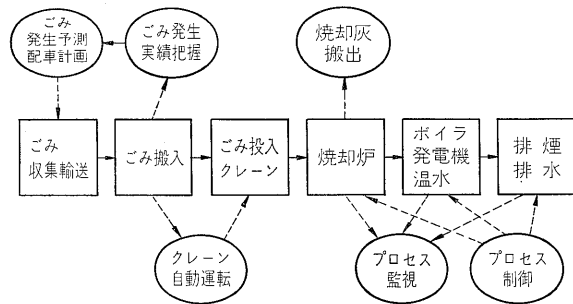 ごみ
発生予測
配車計画
ごみ発生
実績把握
焼却灰
搬出
ごみ
収集輸送
ごみ搬入
ごみ投入
クレーン
焼却炉
ボイラ
発電機
温水
排煙
排水
クレーン
自動運転
プロセス
監視
プロセス
制御